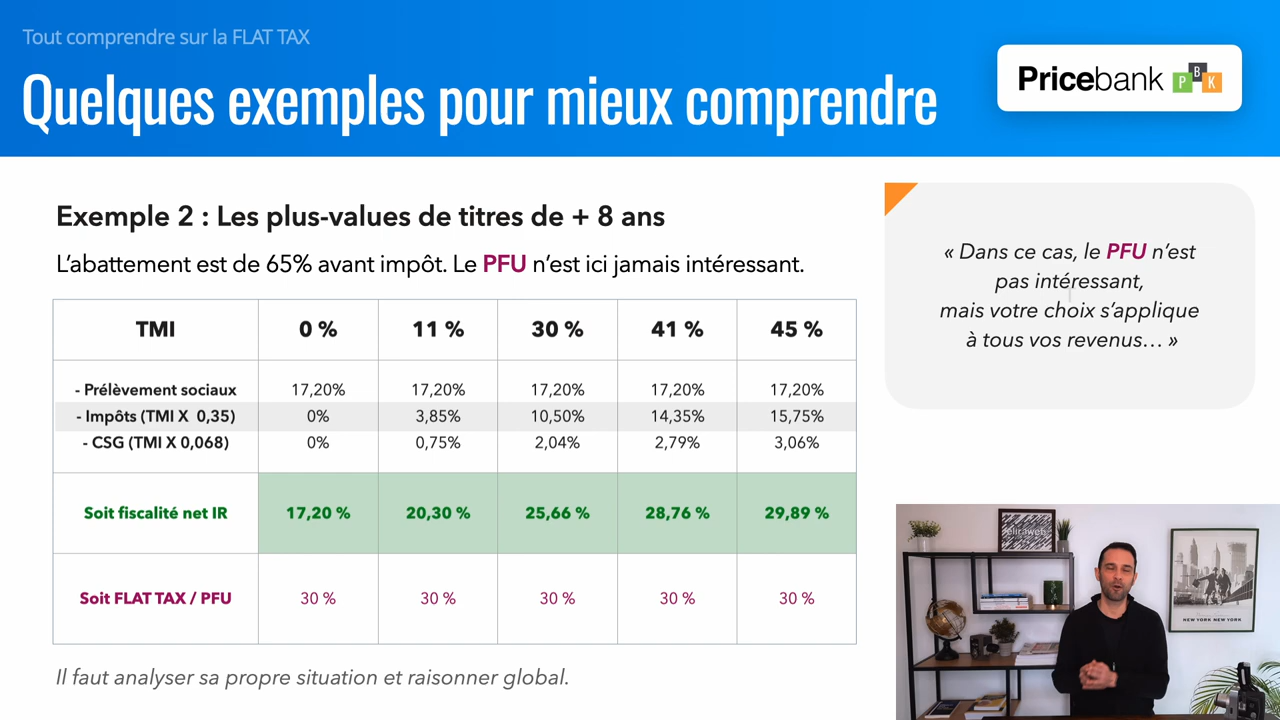 Tout comprendre sur la FLAT TAX
Quelques exemples pour mieux comprendre
Pricebank
P B K
Exemple 2 : Les plus-values de titres de + 8 ans
L'abattement est de 65% avant impôt. Le PFU n'est ici jamais intéressant.
« Dans ce cas, le PFU n'est
pas intéressant,
mais votre choix s'applique
à tous vos revenus… »
TMI 0 % 11 % 30 % 41 % 45 %
- Prélèvement sociaux 17,20% 17,20% 17,20% 17,20% 17,20%
- Impôts (TMI X 0,35) 0% 3,85% 10,50% 14,35% 15,75%
- CSG (TMI X 0,068) 0% 0,75% 2,04% 2,79% 3,06%
Soit fiscalité net IR 17,20 % 20,30 % 25,66 % 28,76 % 29,89 %
Soit FLAT TAX / PFU 30 % 30 % 30 % 30 % 30 %
Il faut analyser sa propre situation et raisonner global.
NEW YORK NEW YORK